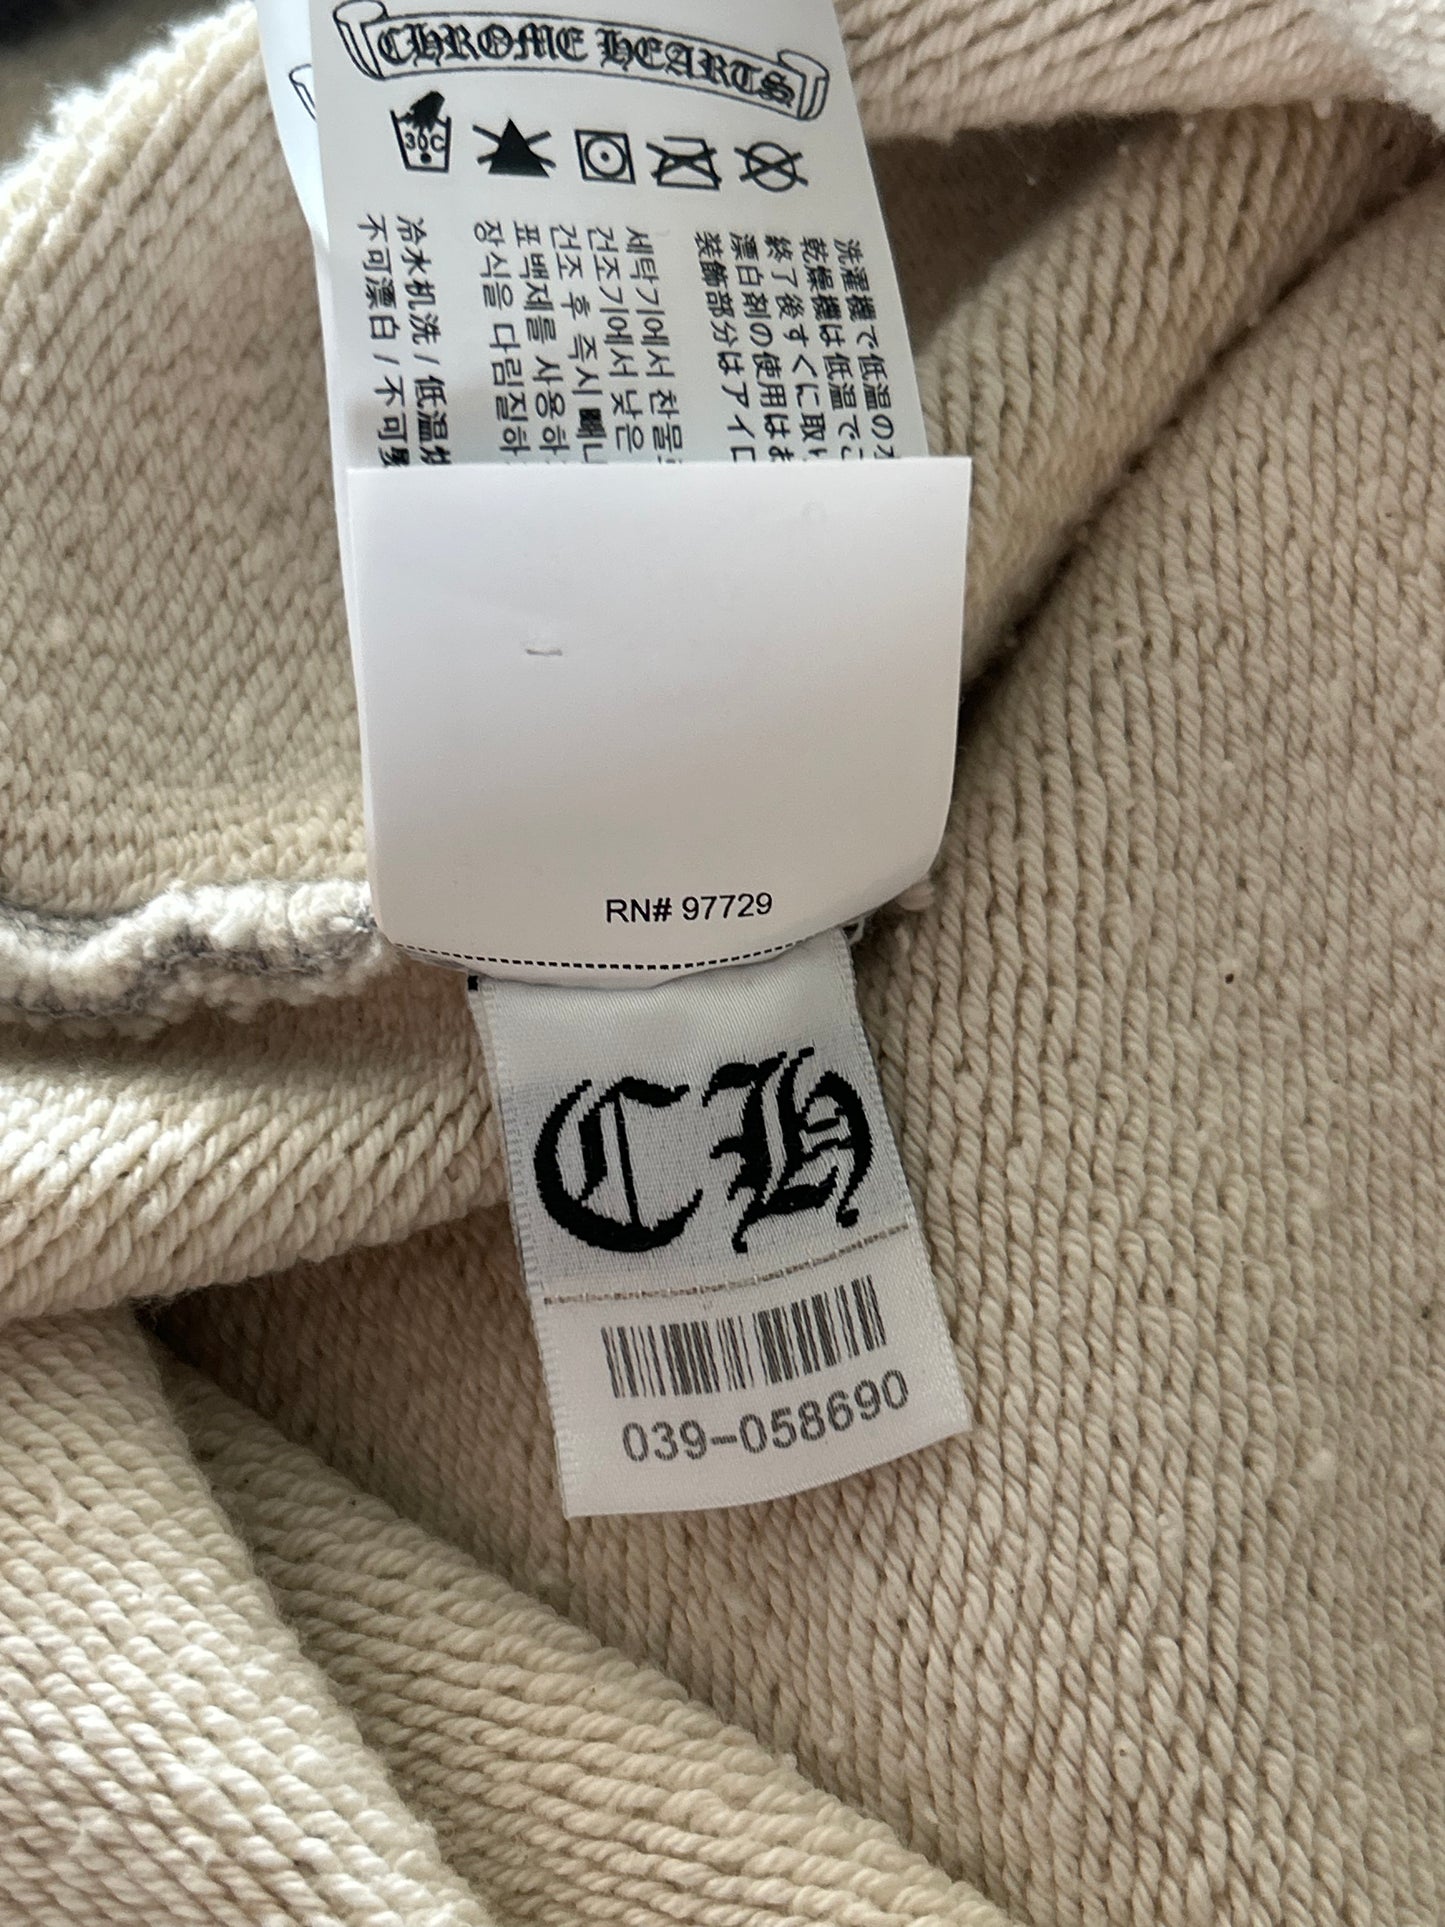 CHROME HEARTS
30C
洗濯機で低温の
乾燥機は低温で
終了後すぐに取
漂白剤の使用は
装飾部分はアイロ
세탁기에서 찬물
건조기에서 낮은
건조 후 즉시 빼
표백제를 사용하
장식을 다림질하
冷水机洗 / 低温
不可漂白 / 不可
RN# 97729
CH
039-058690